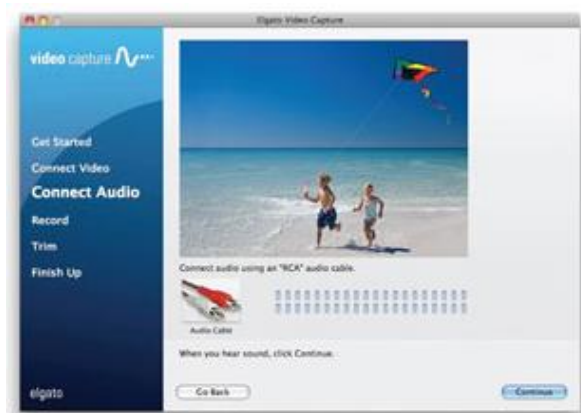 Elgato Video Capture
video capture
Get Started
Connect Video
Connect Audio
Record
Trim
Finish Up
Connect audio using an "RCA" audio cable.
Audio Cable
When you hear sound, click Continue.
elgato
Go Back
Continue